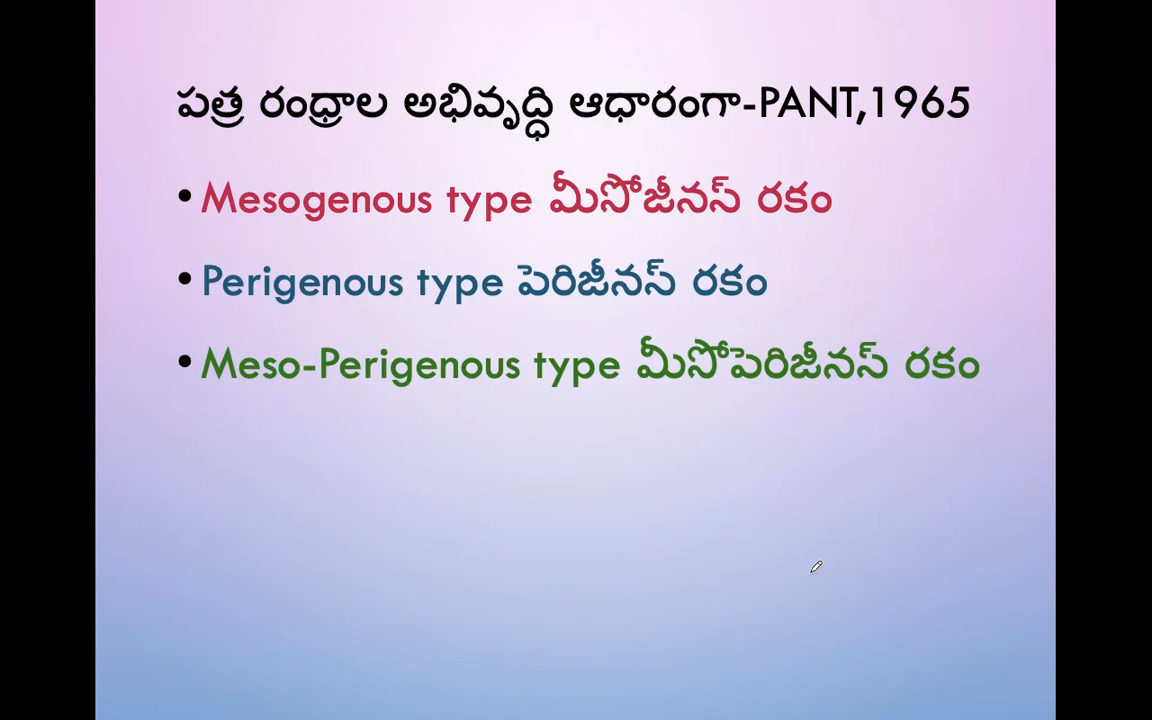 పత్ర రంధ్రాల అభివృద్ధి ఆధారంగా-PANT,1965
• Mesogenous type మీసోజీనస్ రకం
• Perigenous type పెరిజీనస్ రకం
• Meso-Perigenous type మీసోపెరిజీనస్ రకం